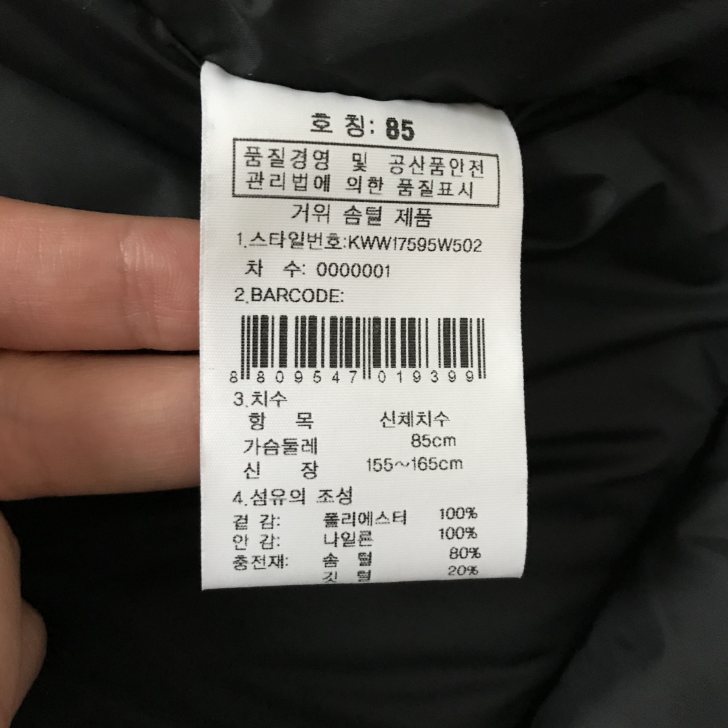 호 칭: 85
품질경영 및 공산품안전
관리법에 의한 품질표시
거위 솜털 제품
1.스타일번호:KWW17595W502
차 수: 0000001
2.BARCODE:
8 809547 019399
3.치수
항 목 신체치수
가슴둘레 85cm
신 장 155~165cm
4.섬유의 조성
겉 감: 폴리에스터 100%
안 감: 나일론 100%
충전재: 솜 털 80%
깃 털 20%